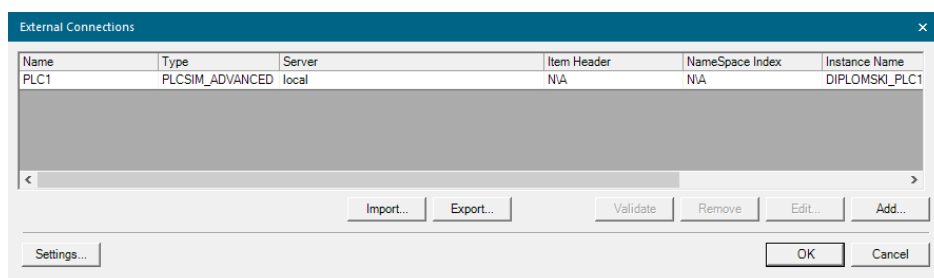 External Connections
Name Type Server Item Header NameSpace Index Instance Name
PLC1 PLCSIM_ADVANCED local N\A N\A DIPLOMSKI_PLC1
Import... Export... Validate Remove Edit... Add...
Settings... OK Cancel